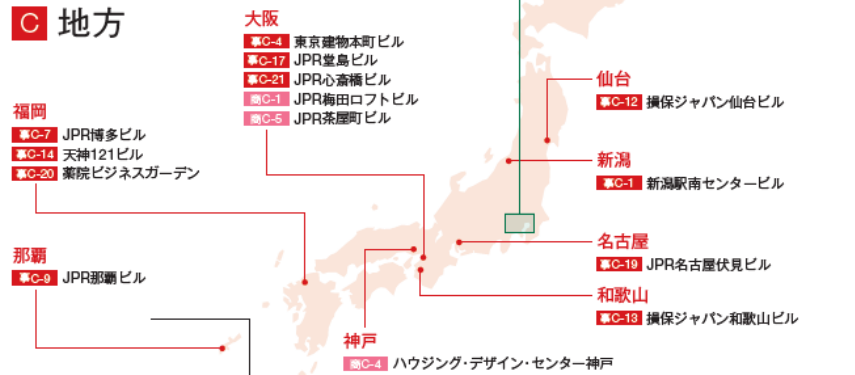 C 地方
大阪
事C-4 東京建物本町ビル
事C-17 JPR堂島ビル
事C-21 JPR心斎橋ビル
商C-1 JPR梅田ロフトビル
商C-5 JPR茶屋町ビル
仙台
事C-12 損保ジャパン仙台ビル
福岡
事C-7 JPR博多ビル
事C-14 天神121ビル
事C-20 薬院ビジネスガーデン
新潟
事C-1 新潟駅南センタービル
那覇
事C-9 JPR那覇ビル
名古屋
事C-19 JPR名古屋伏見ビル
和歌山
事C-13 損保ジャパン和歌山ビル
神戸
商C-4 ハウジング・デザイン・センター神戸